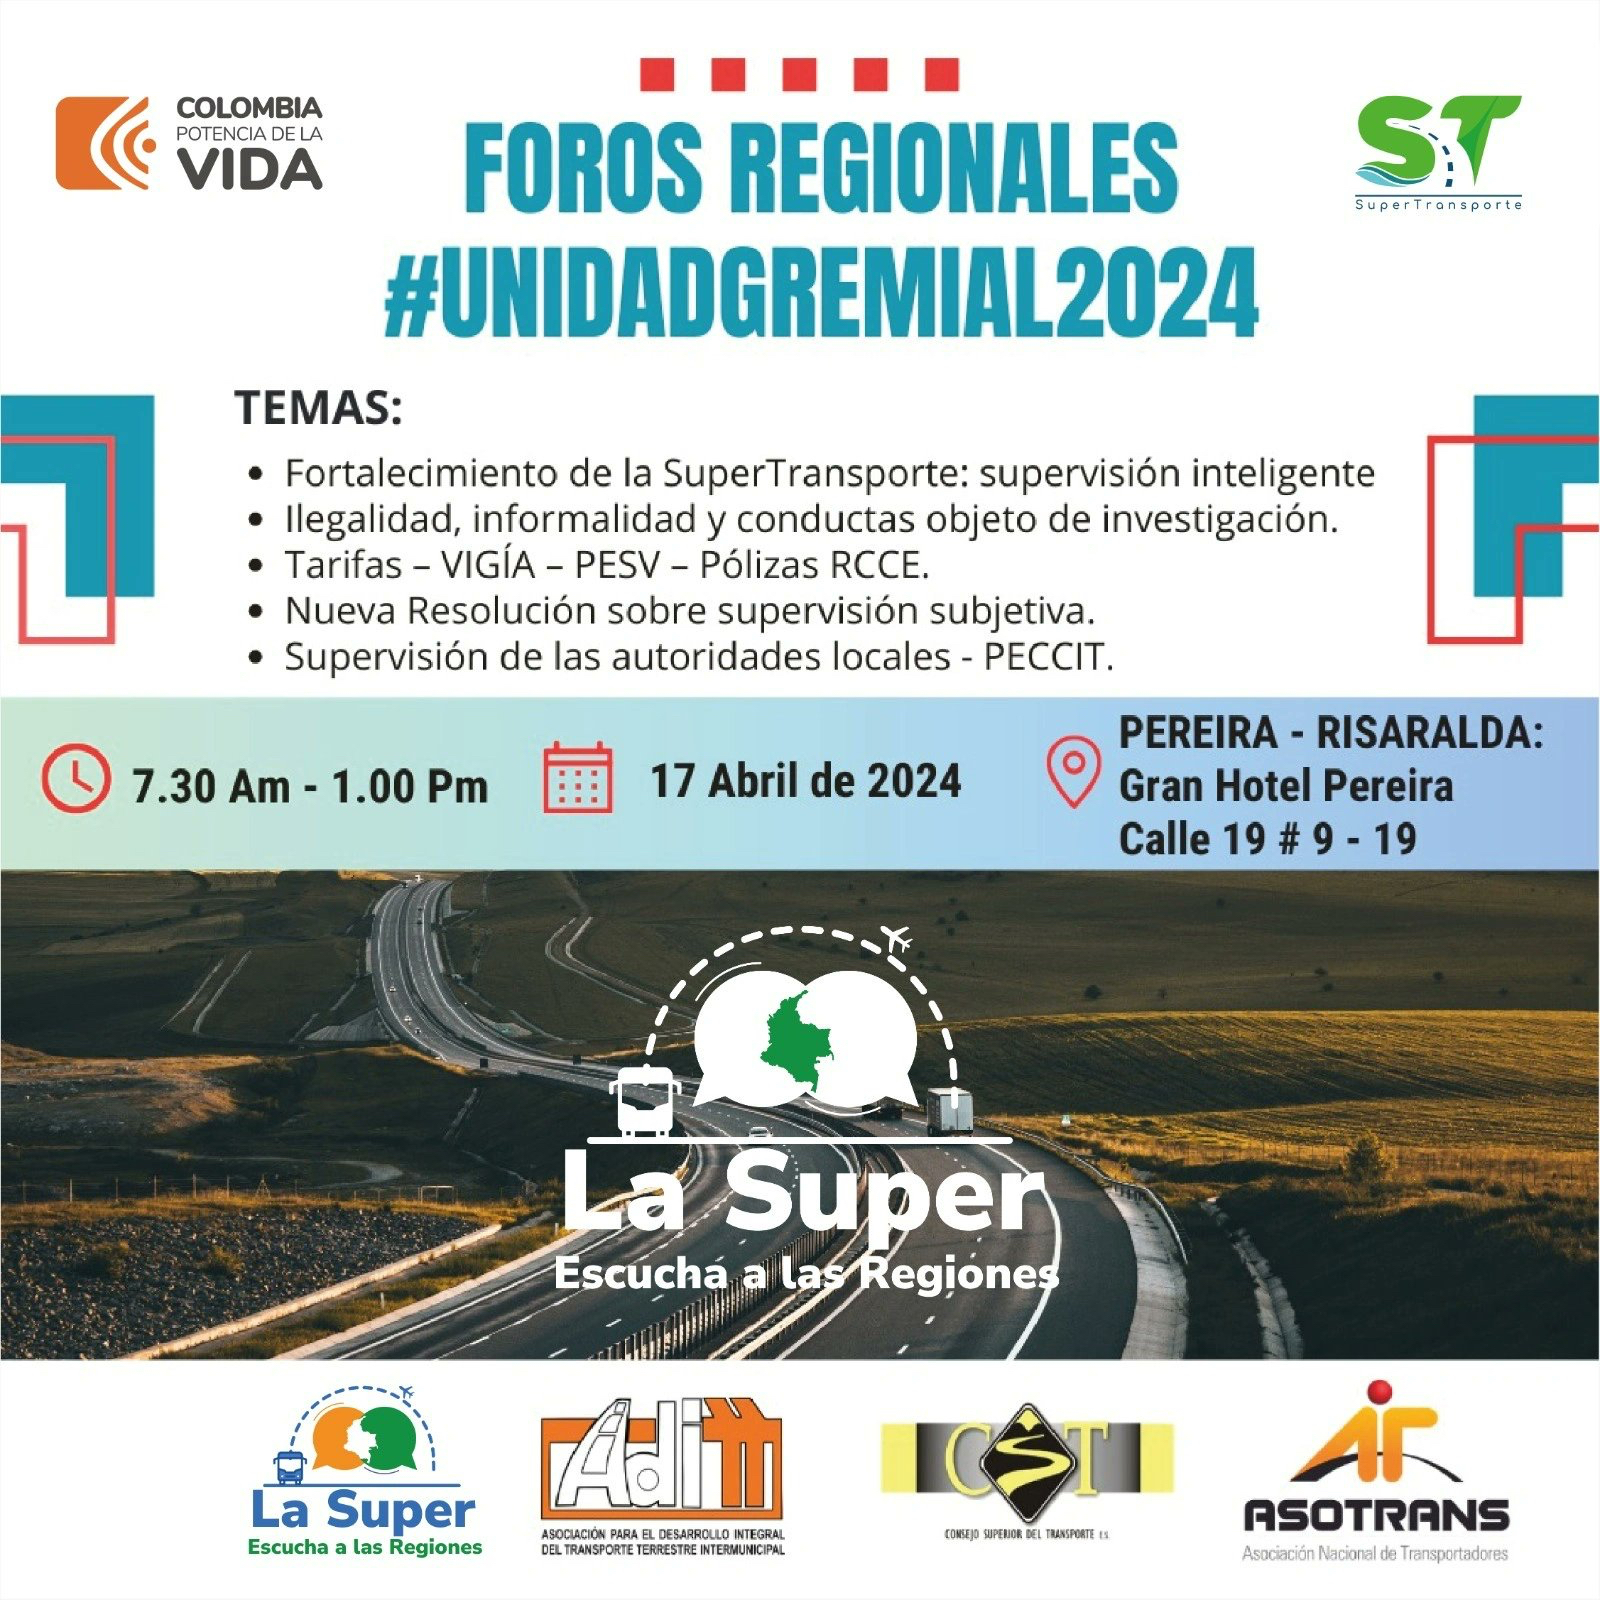 COLOMBIA
POTENCIA DE LA
VIDA
FOROS REGIONALES
#UNIDADGREMIAL2024
ST
SuperTransporte
TEMAS:
• Fortalecimiento de la SuperTransporte: supervisión inteligente
• Ilegalidad, informalidad y conductas objeto de investigación.
• Tarifas – VIGÍA – PESV – Pólizas RCCE.
• Nueva Resolución sobre supervisión subjetiva.
• Supervisión de las autoridades locales - PECCIT.
7.30 Am - 1.00 Pm
17 Abril de 2024
PEREIRA - RISARALDA:
Gran Hotel Pereira
Calle 19 # 9 - 19
La Super
Escucha a las Regiones
La Super
Escucha a las Regiones
Aditt
ASOCIACIÓN PARA EL DESARROLLO INTEGRAL
DEL TRANSPORTE TERRESTRE INTERMUNICIPAL
CST
CONSEJO SUPERIOR DEL TRANSPORTE E.S.
ASOTRANS
Asociación Nacional de Transportadores